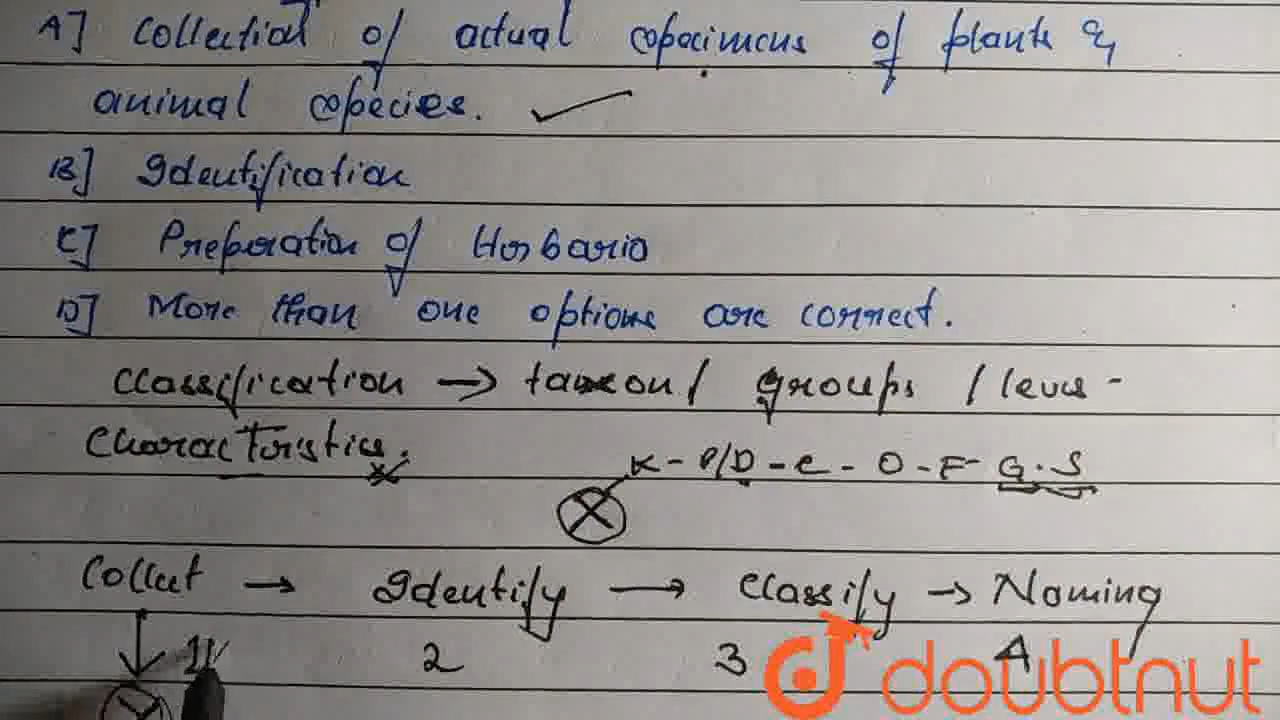 A] Collection of actual specimens of plants &
animal species.
B] Identification
C] Preparation of Herbaria
D] More than one options are correct.
Classification → taxon / groups / leves -
Characteristics.
K - P/D - C - O - F - G . S
Collect → Identify → Classify → Naming
1 2 3 4
doubtnut